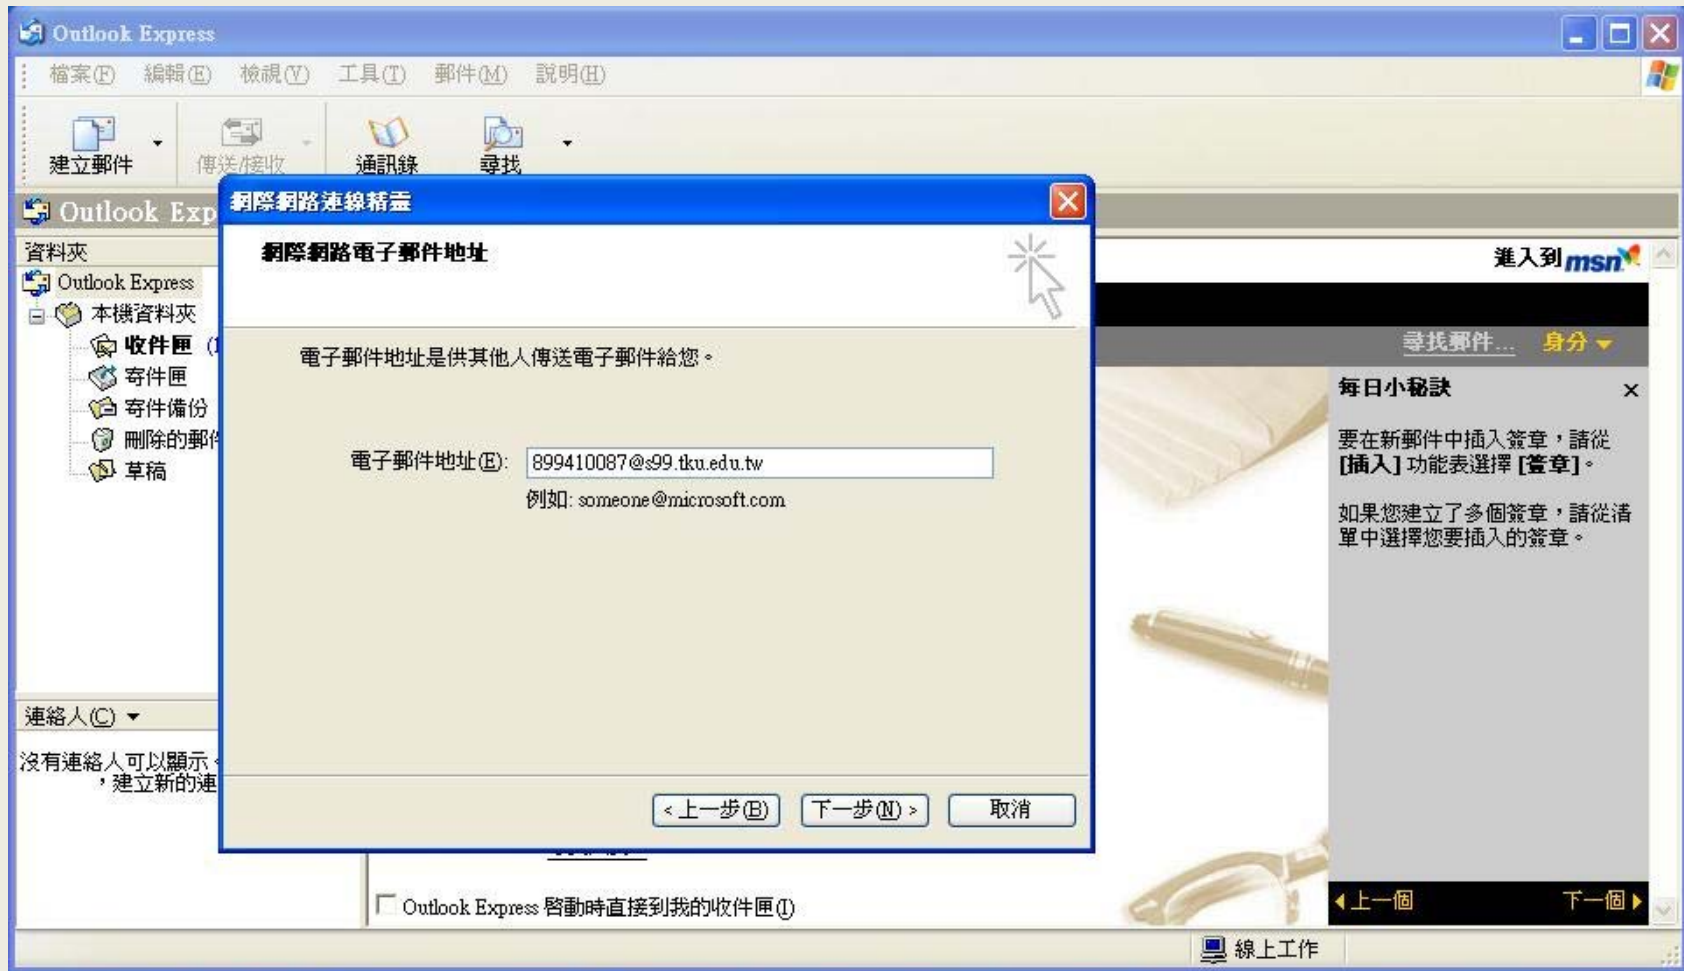 Outlook Express
檔案(F) 編輯(E) 檢視(V) 工具(T) 郵件(M) 說明(H)
建立郵件 傳送/接收 通訊錄 尋找
Outlook Exp
資料夾
Outlook Express
本機資料夾
收件匣
寄件匣
寄件備份
刪除的郵件
草稿
連絡人(C)
沒有連絡人可以顯示。
,建立新的連
網際網路連線精靈
網際網路電子郵件地址
電子郵件地址是供其他人傳送電子郵件給您。
電子郵件地址(E): 899410087@s99.tku.edu.tw
例如: someone@microsoft.com
<上一步(B) 下一步(N)> 取消
Outlook Express 啓動時直接到我的收件匣(I)
進入到 msn
尋找郵件... 身分
每日小秘訣
要在新郵件中插入簽章,請從
[插入] 功能表選擇 [簽章]。
如果您建立了多個簽章,請從清
單中選擇您要插入的簽章。
上一個 下一個
線上工作